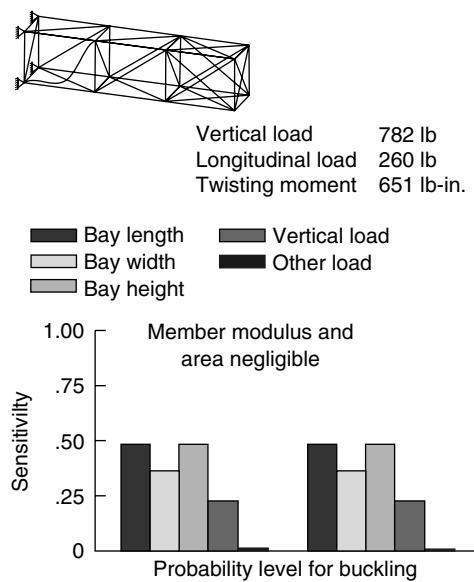 Vertical load 782 lb
Longitudinal load 260 lb
Twisting moment 651 lb-in.
Bay length
Vertical load
Bay width
Other load
Bay height
1.00
Member modulus and
area negligible
.75
.50
.25
0
Sensitivilty
Probability level for buckling